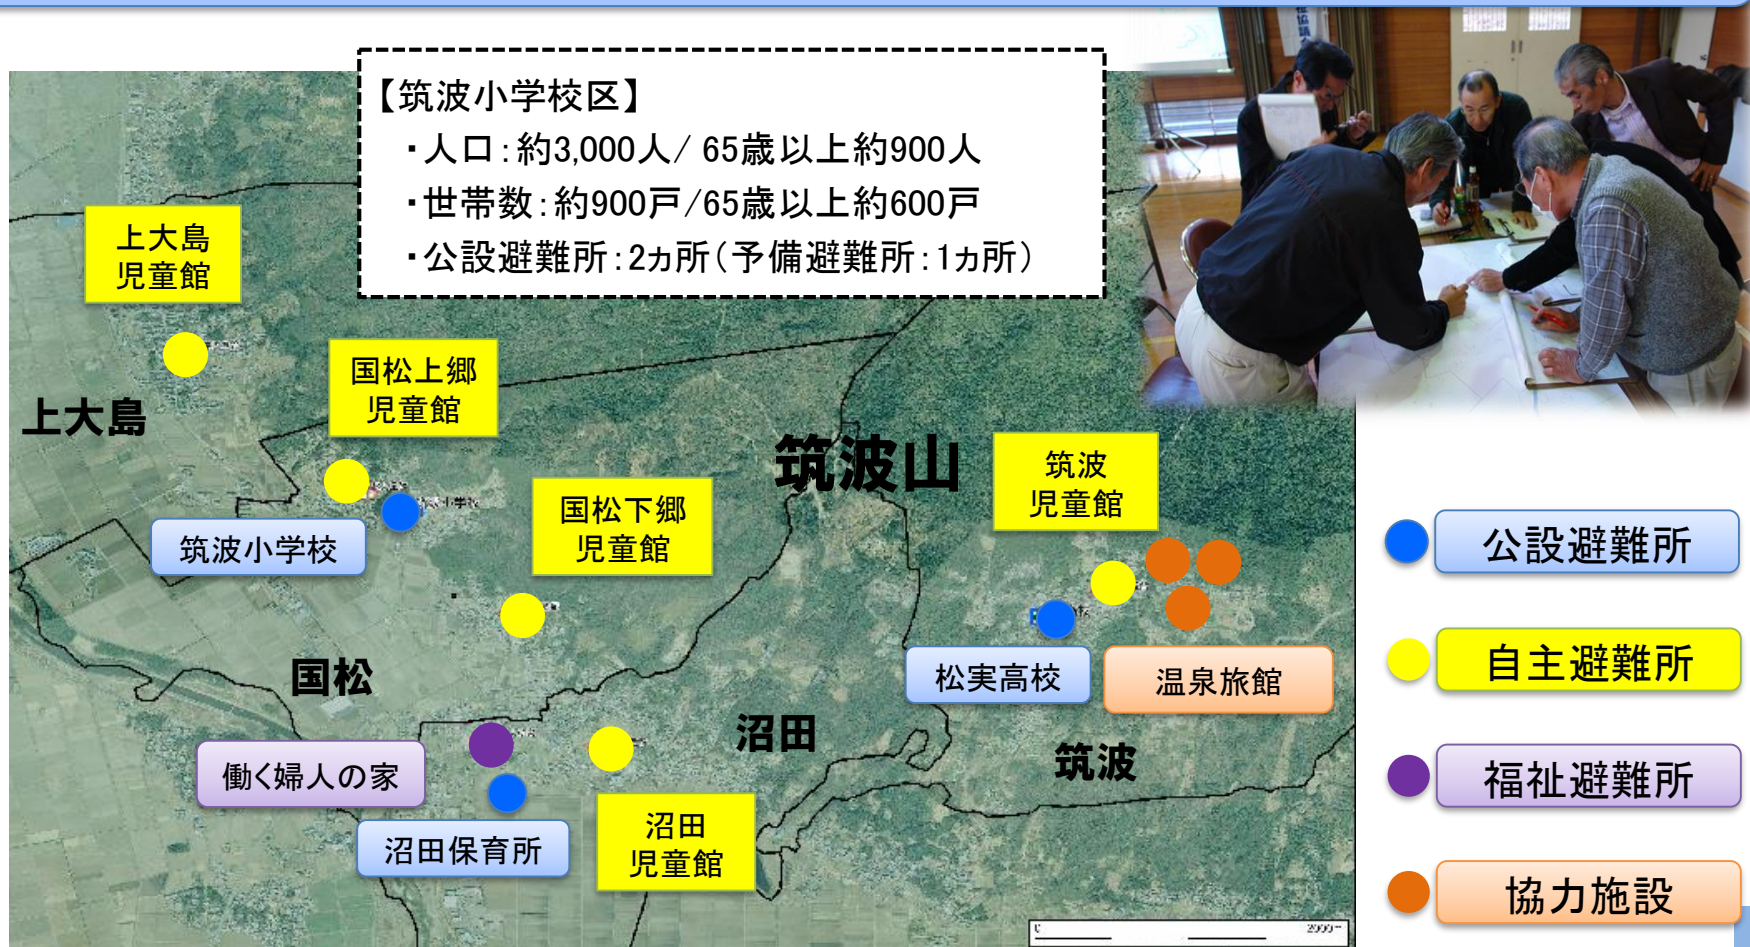 【筑波小学校区】
・人口:約3,000人/ 65歳以上約900人
・世帯数:約900戸/65歳以上約600戸
・公設避難所:2ヵ所(予備避難所:1ヵ所)
上大島
児童館
国松上郷
児童館
上大島
筑波山
筑波
児童館
国松下郷
児童館
筑波小学校
国松
松実高校
温泉旅館
沼田
筑波
働く婦人の家
沼田保育所
沼田
児童館
公設避難所
自主避難所
福祉避難所
協力施設
0
2000m